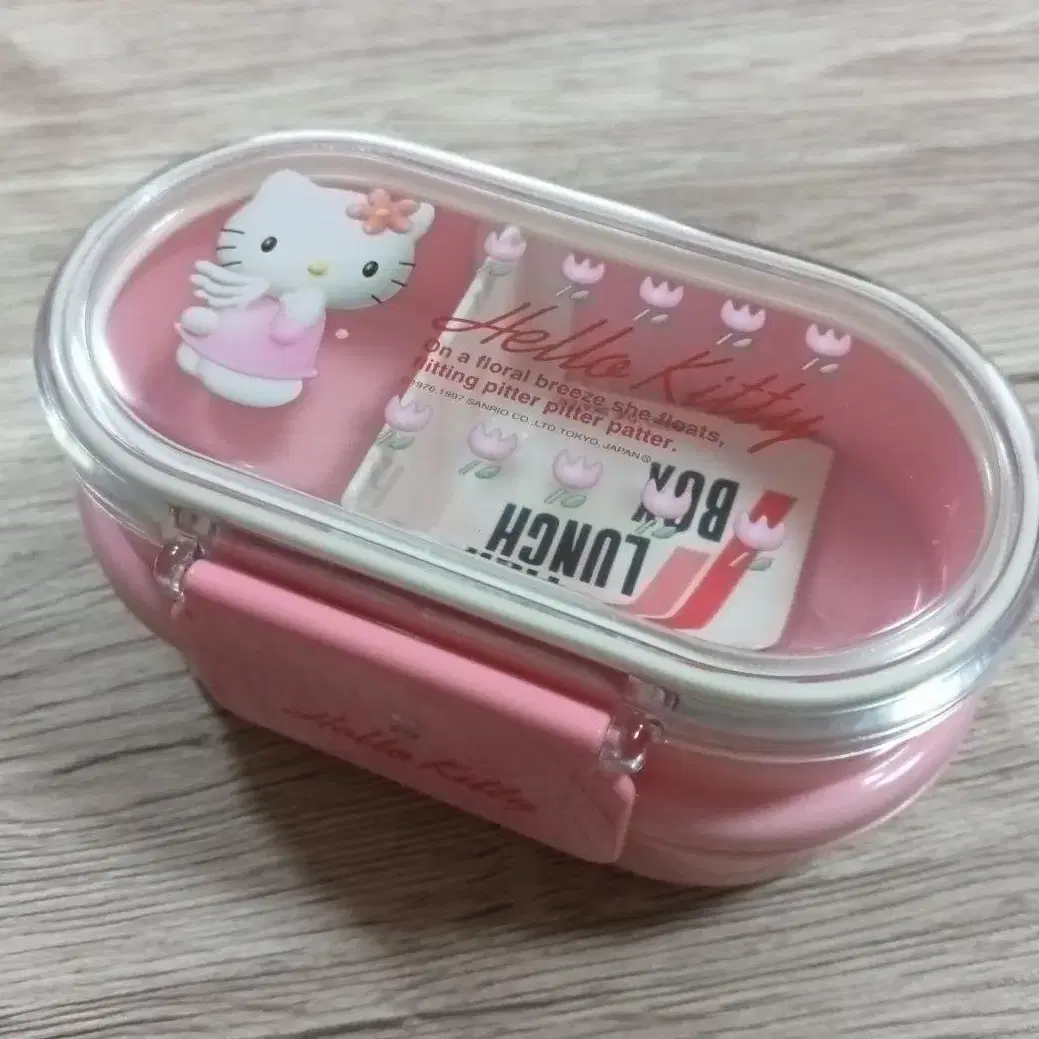 Hello Kitty
On a floral breeze she floats,
flitting pitter pitter patter.
©1976,1997 SANRIO CO.,LTD.TOKYO,JAPAN®
LUNCH
BOX
Hello Kitty